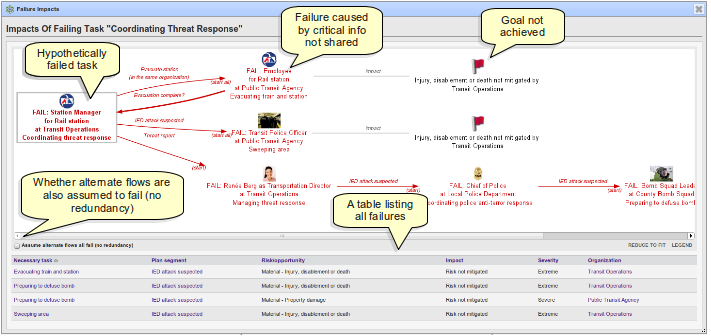 Failure Impacts
Impacts Of Failing Task "Coordinating Threat Response"
Hypothetically
failed task
Failure caused
by critical info
not shared
Goal not
achieved
Evacuate station
(in the same organization)
(start all)
Evacuation complete?
FAIL: Employee
for Rail station
at Public Transit Agency
Evacuating train and station
impact
Injury, disablement or death not mitigated by
Transit Operations
FAIL: Station Manager
for Rail station
at Transit Operations
Coordinating threat response
IED attack suspected
Threat report
(start all)
FAIL: Transit Police Officer
at Public Transit Agency
Sweeping area
impact
Injury, disablement or death not mitigated by
Transit Operations
(start)
FAIL: Renée Berg as Transportation Director
at Transit Operations
Managing threat response
IED attack suspected
(start)
FAIL: Chief of Police
at Local Police Department
coordinating police anti-terror response
IED attack suspected
(start)
FAIL: Bomb Squad Leade
at County Bomb Squad
Preparing to defuse bomb
Whether alternate flows are
also assumed to fail (no
redundancy)
A table listing
all failures
Assume alternate flows all fail (no redundancy)
REDUCE TO FIT LEGEND
Necessary task Plan segment Risk/opportunity Impact Severity Organization
Evacuating train and station IED attack suspected Material - Injury, disablement or death Risk not mitigated Extreme Transit Operations
Preparing to defuse bomb IED attack suspected Material - Injury, disablement or death Risk not mitigated Extreme Transit Operations
Preparing to defuse bomb IED attack suspected Material - Property damage Risk not mitigated Severe Public Transit Agency
Sweeping area IED attack suspected Material - Injury, disablement or death Risk not mitigated Extreme Transit Operations